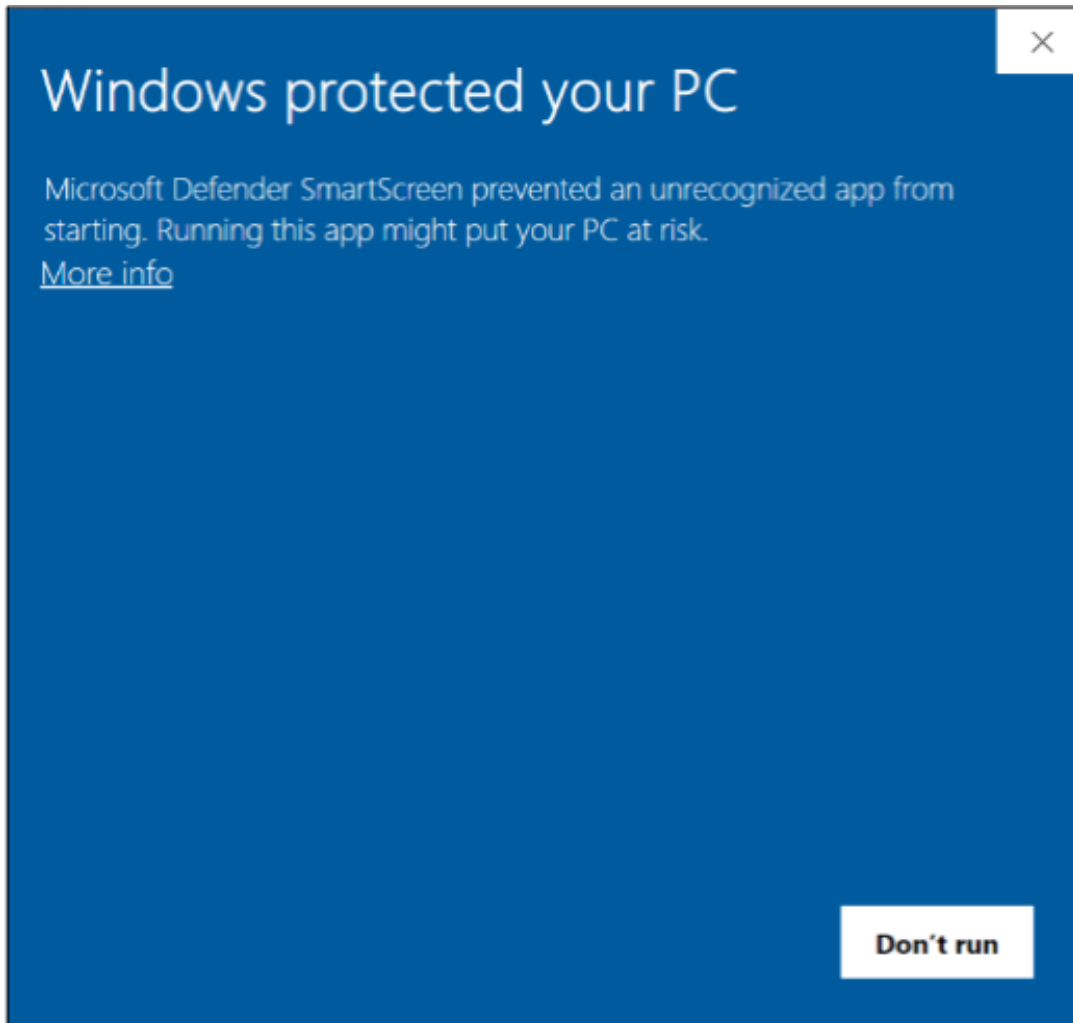 Windows protected your PC
Microsoft Defender SmartScreen prevented an unrecognized app from
starting. Running this app might put your PC at risk.
More info
Don't run